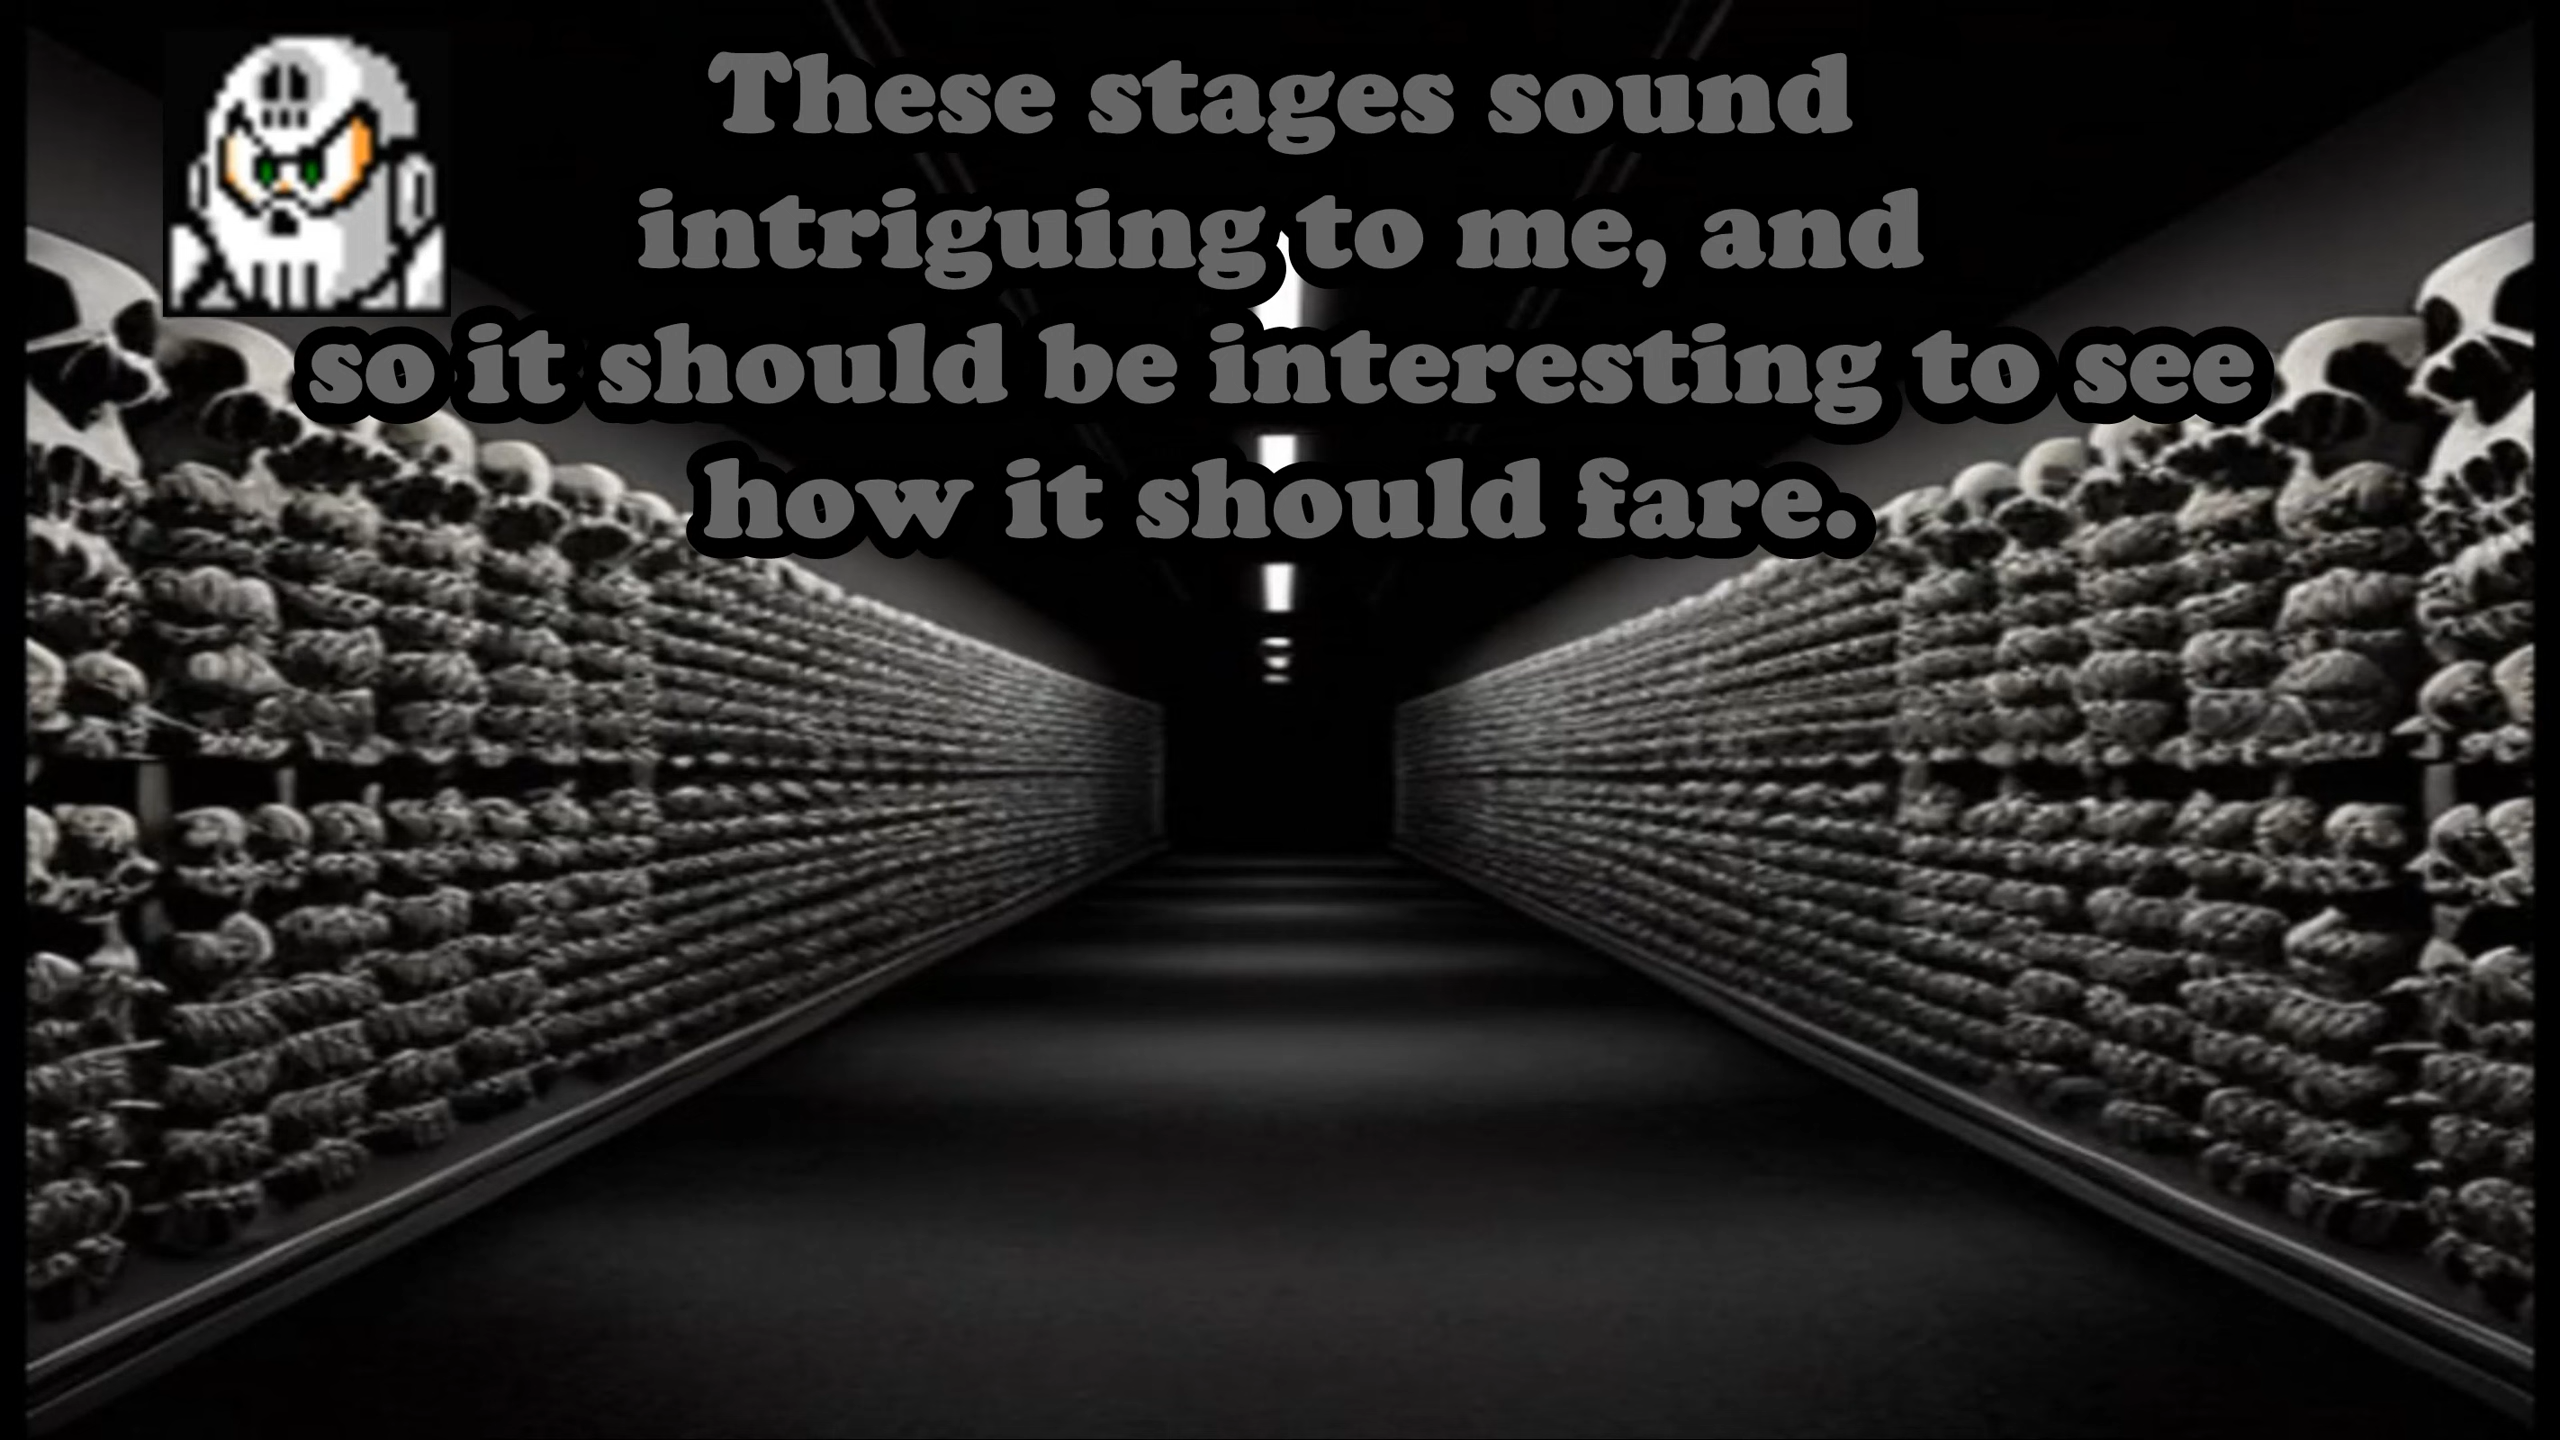 These stages sound
intriguing to me, and
so it should be interesting to see
how it should fare.